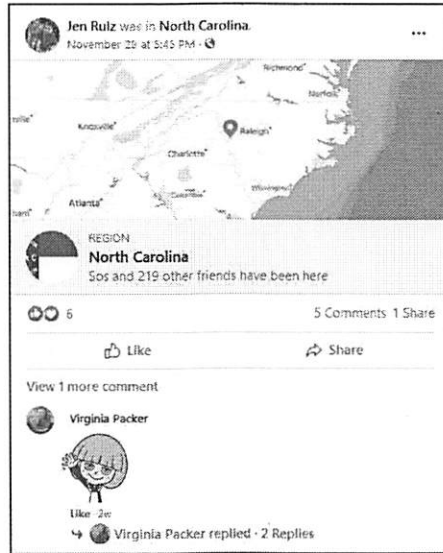 Jen Ruiz was in North Carolina.
November 29 at 5:45 PM ·
Richmond
Norfolk
Knoxville
Raleigh
Charlotte
Columbia
Wilmington
Atlanta
REGION
North Carolina
Sos and 219 other friends have been here
6
5 Comments 1 Share
Like
Share
View 1 more comment
Virginia Packer
Like 2w
Virginia Packer replied · 2 Replies